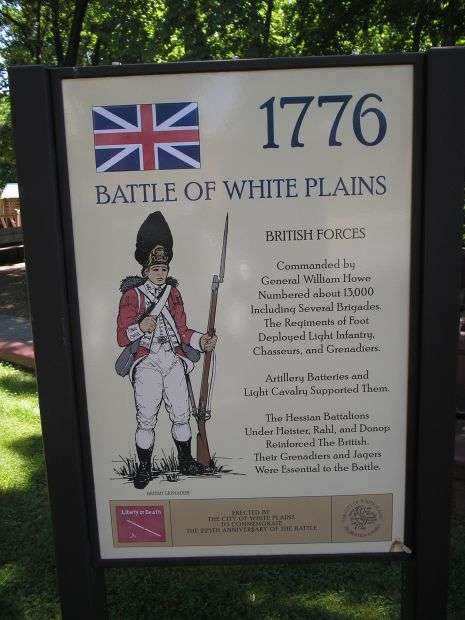 1776
BATTLE OF WHITE PLAINS
BRITISH FORCES
Commanded by
General William Howe
Numbered about 13,000
Including Several Brigades.
The Regiments of Foot
Deployed Light Infantry,
Chasseurs, and Grenadiers.
Artillery Batteries and
Light Cavalry Supported Them.
The Hessian Battalions
Under Heister, Rahl, and Donop
Reinforced The British.
Their Grenadiers and Jagers
Were Essential to the Battle.
BRITISH GRENADIER
Liberty or Death
ERECTED BY
THE CITY OF WHITE PLAINS
TO COMMEMORATE
THE 225TH ANNIVERSARY OF THE BATTLE